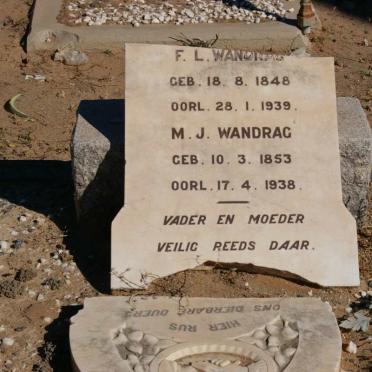 F. L. WANDRAG
GEB. 18. 8. 1848
OORL. 28. 1. 1939.
M. J. WANDRAG
GEB. 10. 3. 1853
OORL. 17. 4. 1938.
VADER EN MOEDER
VEILIG REEDS DAAR.
HIER RUS
ONS DIERBARE OUERS